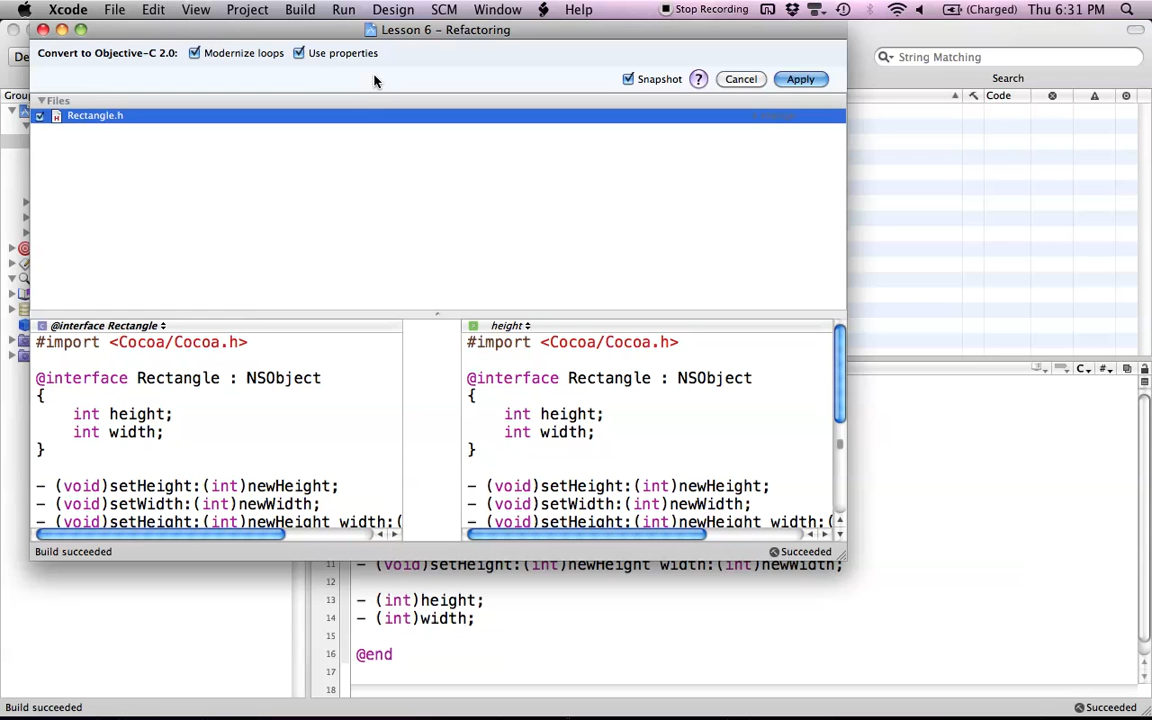 Xcode File Edit View Project Build Run Design SCM Window Help Stop Recording (Charged) Thu 6:31 PM
Lesson 6 – Refactoring
De
String Matching
Search
Grou
Code
Convert to Objective-C 2.0: Modernize loops Use properties
Snapshot ? Cancel Apply
Files
Rectangle.h
@interface Rectangle
#import <Cocoa/Cocoa.h>
@interface Rectangle : NSObject
{
int height;
int width;
}
- (void)setHeight:(int)newHeight;
- (void)setWidth:(int)newWidth;
- (void)setHeight:(int)newHeight width:(
height
#import <Cocoa/Cocoa.h>
@interface Rectangle : NSObject
{
int height;
int width;
}
- (void)setHeight:(int)newHeight;
- (void)setWidth:(int)newWidth;
- (void)setHeight:(int)newHeight width:(
Build succeeded Succeeded
C #
11 - (void)setHeight:(int)newHeight width:(int)newWidth;
12
13 - (int)height;
14 - (int)width;
15
16 @end
17
18
Build succeeded Succeeded